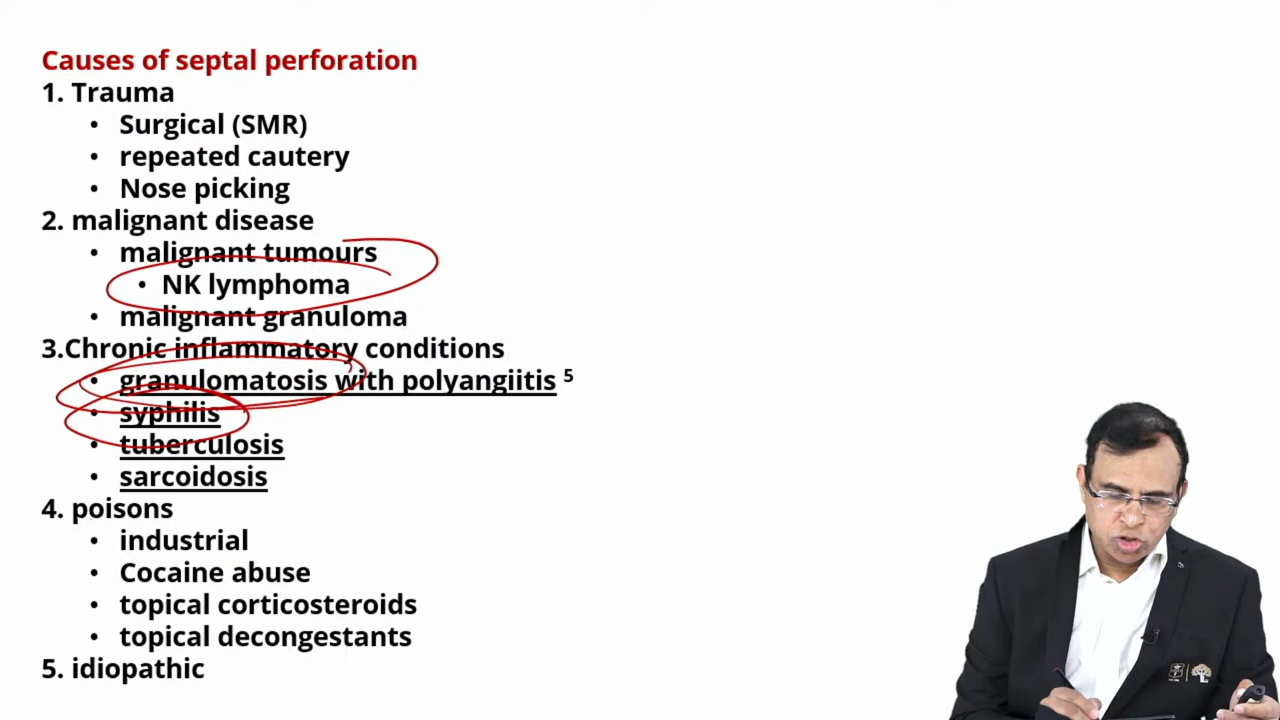 Causes of septal perforation
1. Trauma
• Surgical (SMR)
• repeated cautery
• Nose picking
2. malignant disease
• malignant tumours
• NK lymphoma
• malignant granuloma
3.Chronic inflammatory conditions
• granulomatosis with polyangiitis 5
• syphilis
• tuberculosis
• sarcoidosis
4. poisons
• industrial
• Cocaine abuse
• topical corticosteroids
• topical decongestants
5. idiopathic